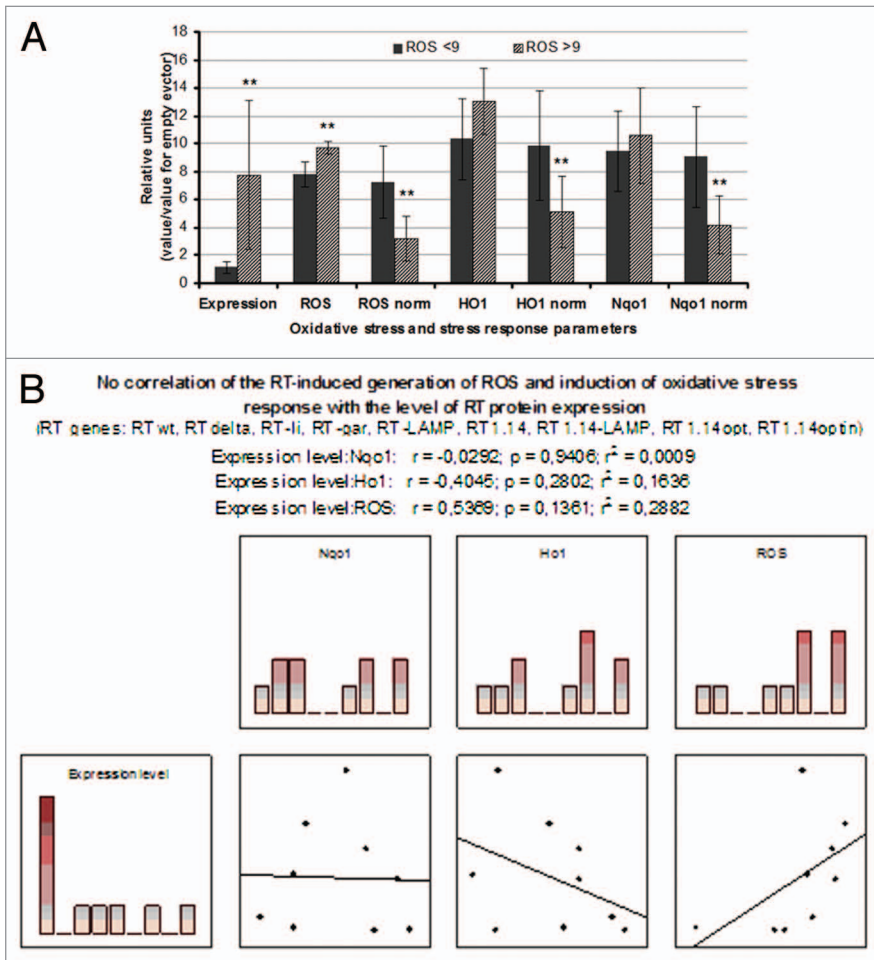 A
ROS <9 ROS >9
Relative units
(value/value for empty evctor)
18
16
14
12
10
8
6
4
2
0
** ** ** ** **
Expression ROS ROS norm HO1 HO1 norm Nqo1 Nqo1 norm
Oxidative stress and stress response parameters
B
No correlation of the RT-induced generation of ROS and induction of oxidative stress
response with the level of RT protein expression
(RT genes: RTwt, RTdelta, RT-li, RT-gar, RT-LAMP, RT1.14, RT1.14-LAMP, RT1.14opt, RT1.14optin)
Expression level:Nqo1: r = -0,0292; p = 0,9406; r² = 0,0009
Expression level:Ho1: r = -0,4045; p = 0,2802; r² = 0,1636
Expression level:ROS: r = 0,5369; p = 0,1361; r² = 0,2882
Nqo1 Ho1 ROS
Expression level